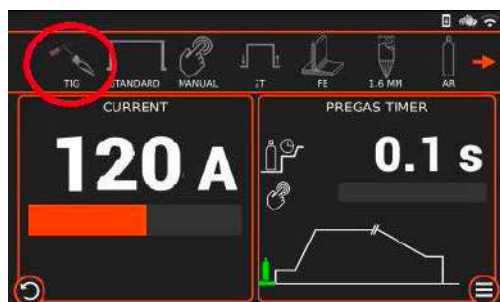 TIG STANDARD MANUAL 2T FE 1.6 MM AR
CURRENT
120 A
PREGAS TIMER
0.1 s